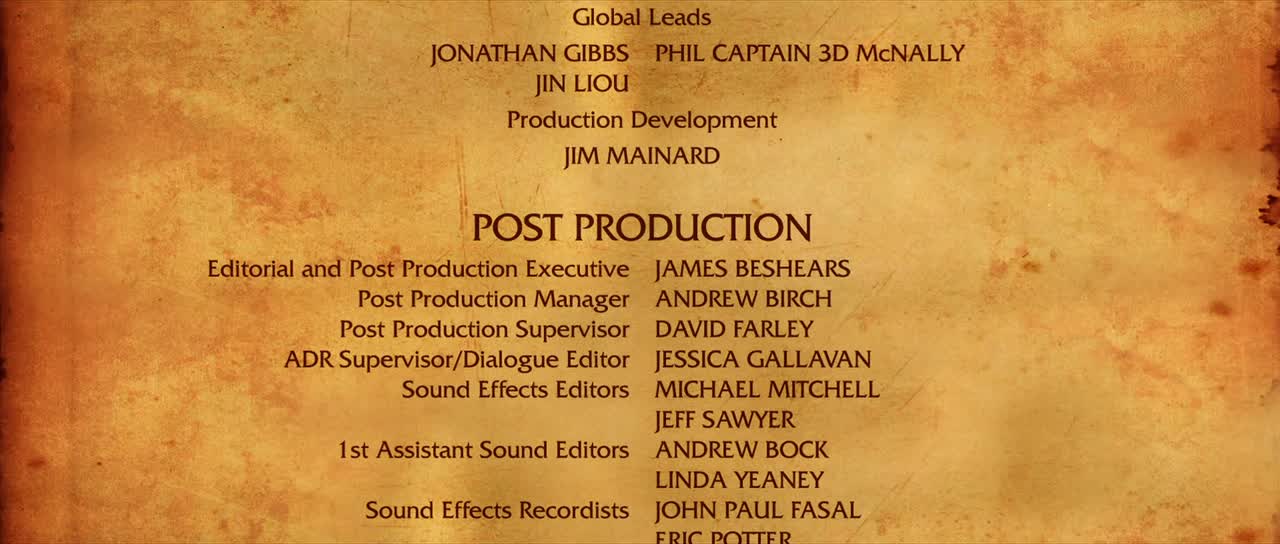 Global Leads
JONATHAN GIBBS PHIL CAPTAIN 3D McNALLY
JIN LIOU
Production Development
JIM MAINARD
POST PRODUCTION
Editorial and Post Production Executive JAMES BESHEARS
Post Production Manager ANDREW BIRCH
Post Production Supervisor DAVID FARLEY
ADR Supervisor/Dialogue Editor JESSICA GALLAVAN
Sound Effects Editors MICHAEL MITCHELL
JEFF SAWYER
1st Assistant Sound Editors ANDREW BOCK
LINDA YEANEY
Sound Effects Recordists JOHN PAUL FASAL
ERIC POTTER